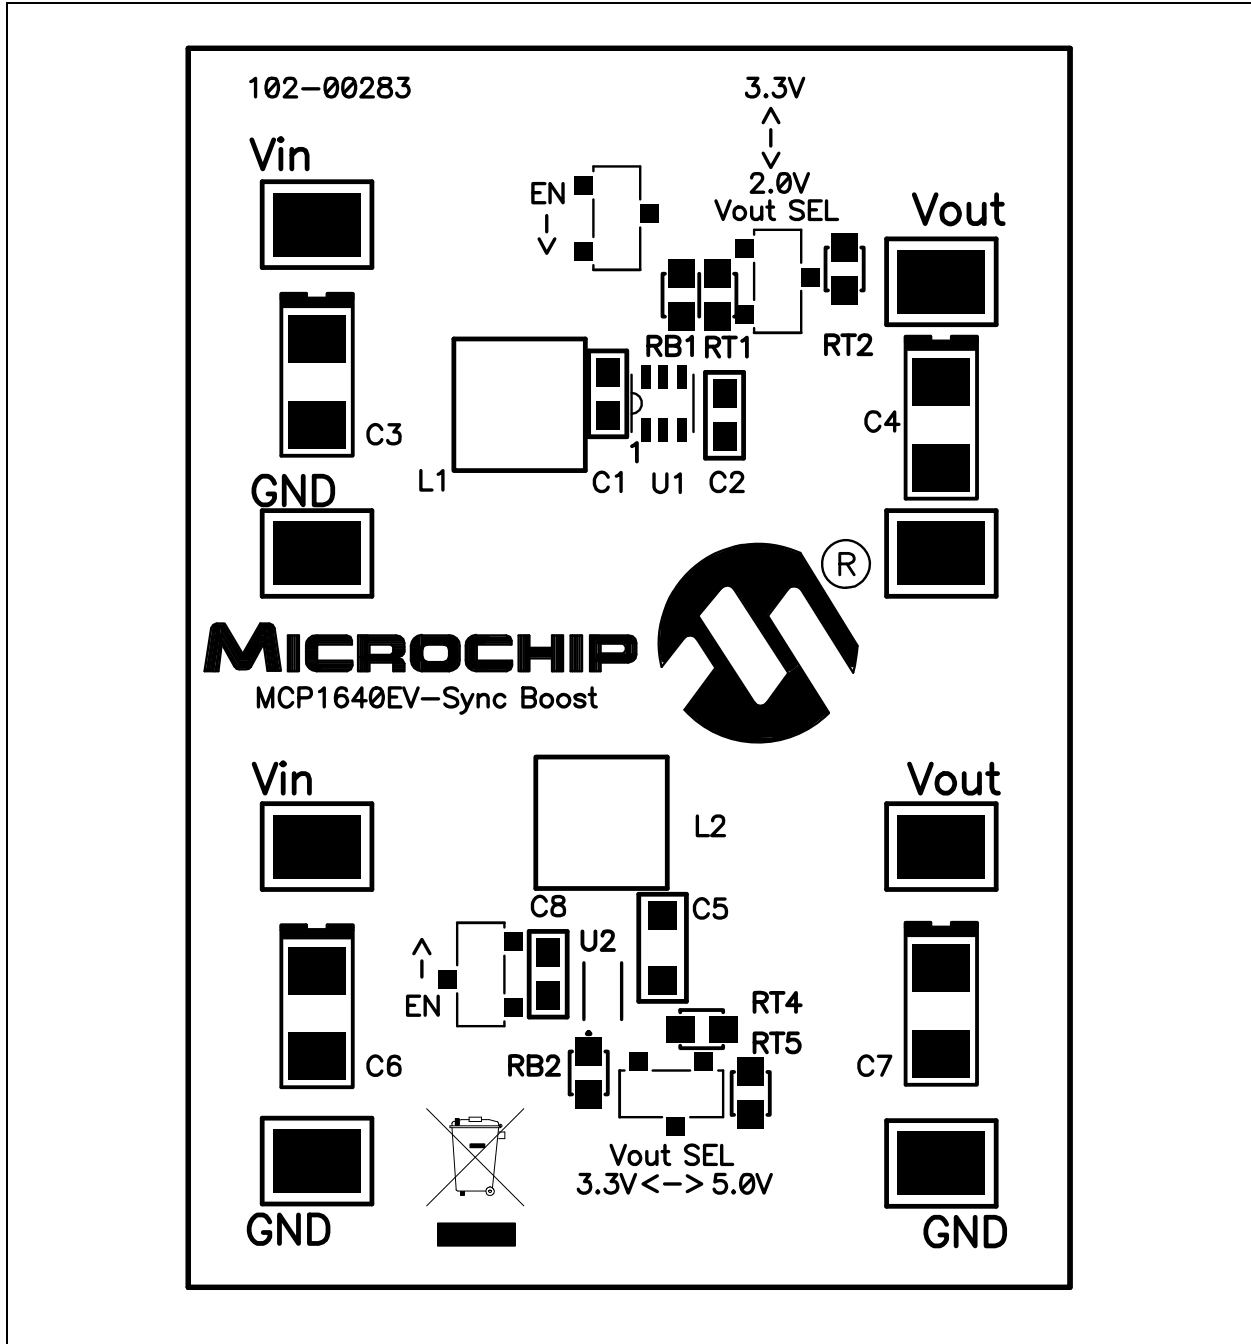 102-00283
3.3V
<->
2.0V
Vout SEL
Vin
EN
->
Vout
RB1
RT1
RT2
C3
C4
L1
C1
1
U1
C2
GND
R
MICROCHIP
MCP1640EV-Sync Boost
Vin
Vout
L2
C8
C5
U2
->
EN
RT4
RT5
C6
RB2
C7
Vout SEL
3.3V<->5.0V
GND
GND